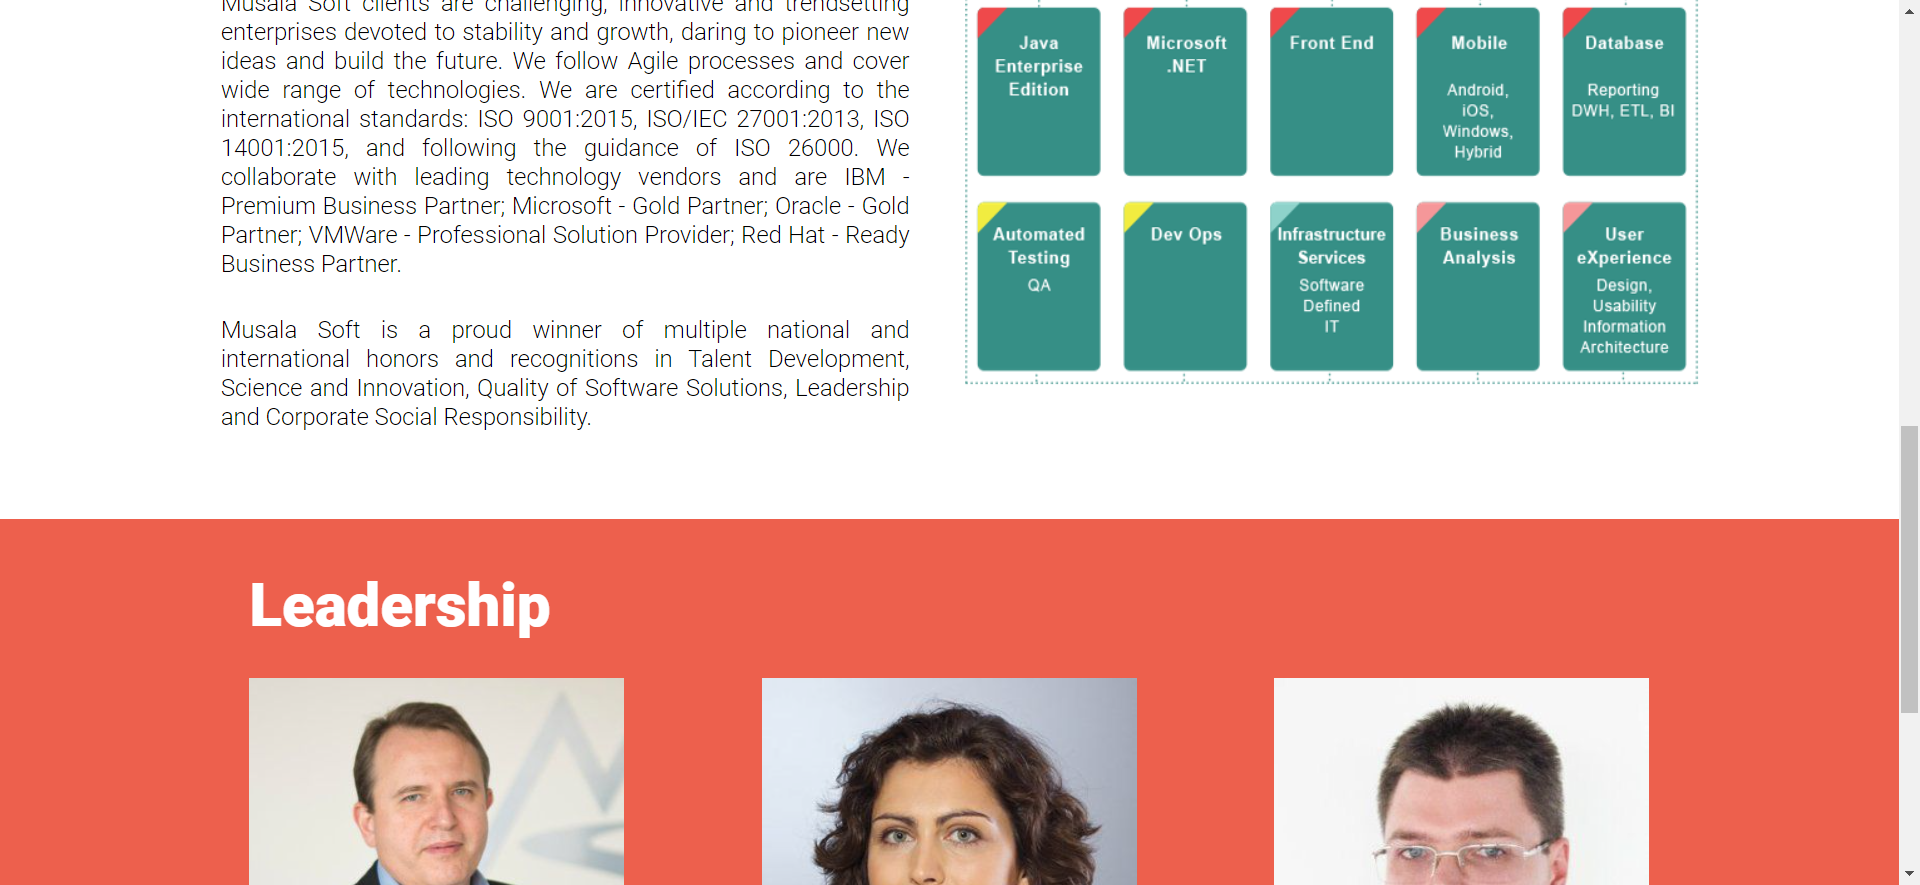 Musala Soft clients are challenging, innovative and trendsetting
enterprises devoted to stability and growth, daring to pioneer new
ideas and build the future. We follow Agile processes and cover
wide range of technologies. We are certified according to the
international standards: ISO 9001:2015, ISO/IEC 27001:2013, ISO
14001:2015, and following the guidance of ISO 26000. We
collaborate with leading technology vendors and are IBM -
Premium Business Partner; Microsoft - Gold Partner; Oracle - Gold
Partner; VMWare - Professional Solution Provider; Red Hat - Ready
Business Partner.
Musala Soft is a proud winner of multiple national and
international honors and recognitions in Talent Development,
Science and Innovation, Quality of Software Solutions, Leadership
and Corporate Social Responsibility.
Java
Enterprise
Edition
Microsoft
.NET
Front End
Mobile
Android,
iOS,
Windows,
Hybrid
Database
Reporting
DWH, ETL, BI
Automated
Testing
QA
Dev Ops
Infrastructure
Services
Software
Defined
IT
Business
Analysis
User
eXperience
Design,
Usability
Information
Architecture
Leadership